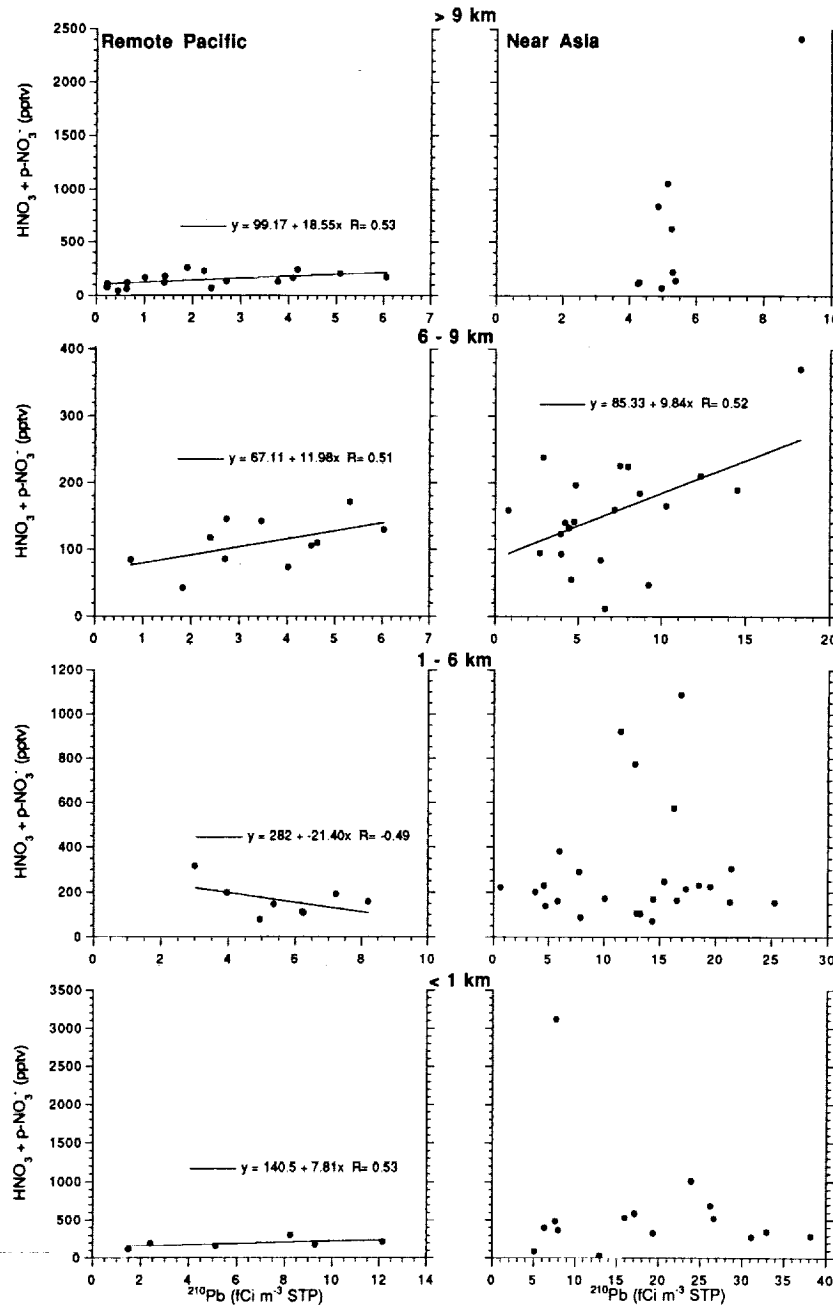 > 9 km
Remote Pacific
Near Asia
HNO₃ + p-NO₃⁻ (pptv)
2500
2000
1500
1000
500
0
y = 99.17 + 18.55x R= 0.53
0 1 2 3 4 5 6 7
0 2 4 6 8 10
6 - 9 km
HNO₃ + p-NO₃⁻ (pptv)
400
300
200
100
0
y = 67.11 + 11.98x R= 0.51
y = 85.33 + 9.84x R= 0.52
0 1 2 3 4 5 6 7
0 5 10 15 20
1 - 6 km
HNO₃ + p-NO₃⁻ (pptv)
1200
1000
800
600
400
200
0
y = 282 + -21.40x R= -0.49
0 2 4 6 8 10
0 5 10 15 20 25 30
< 1 km
HNO₃ + p-NO₃⁻ (pptv)
3500
3000
2500
2000
1500
1000
500
0
y = 140.5 + 7.81x R= 0.53
0 2 4 6 8 10 12 14
0 5 10 15 20 25 30 35 40
²¹⁰Pb (fCi m⁻³ STP)
²¹⁰Pb (fCi m⁻³ STP)